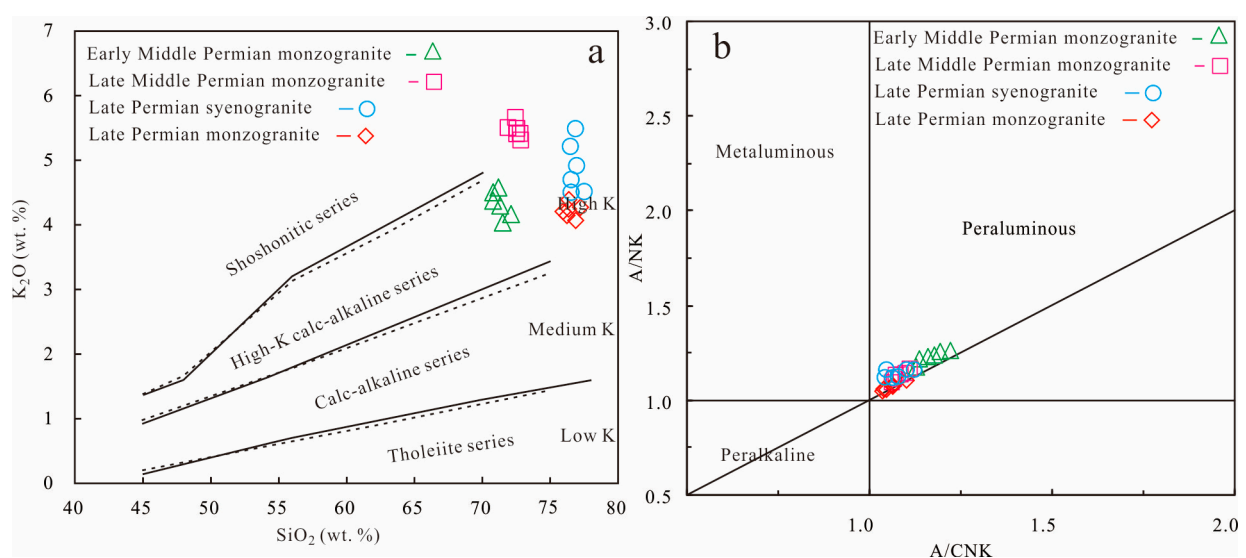 a
Early Middle Permian monzogranite
Late Middle Permian monzogranite
Late Permian syenogranite
Late Permian monzogranite
Shoshonitic series
High-K calc-alkaline series
Calc-alkaline series
Tholeiite series
High K
Medium K
Low K
7
6
5
4
3
2
1
0
K2O (wt. %)
40 45 50 55 60 65 70 75 80
SiO2 (wt. %)
b
Early Middle Permian monzogranite
Late Middle Permian monzogranite
Late Permian syenogranite
Late Permian monzogranite
Metaluminous
Peraluminous
Peralkaline
3.0
2.5
2.0
1.5
1.0
0.5
A/NK
1.0 1.5 2.0
A/CNK